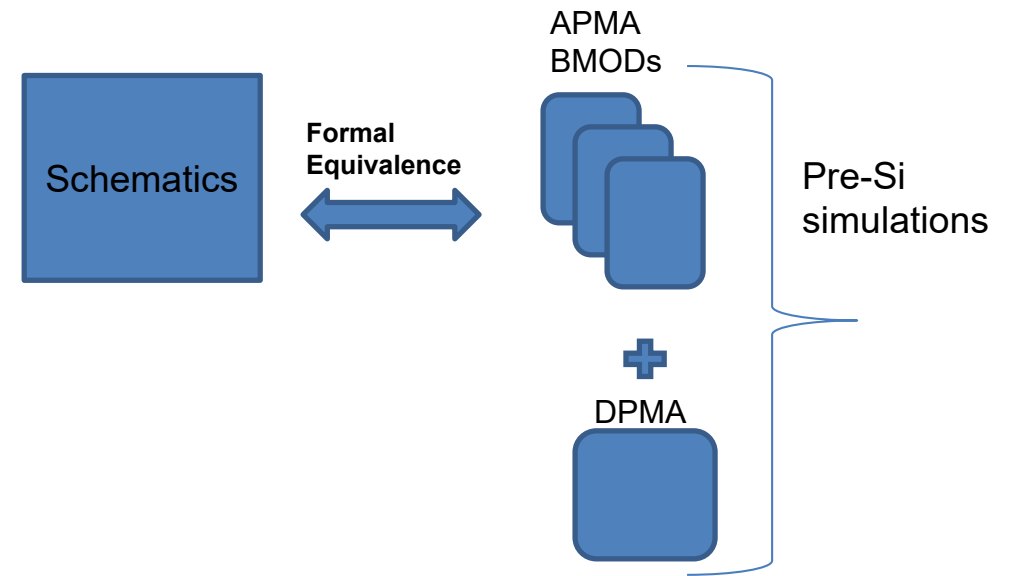 APMA
BMODs
Formal
Equivalence
Schematics
Pre-Si
simulations
DPMA